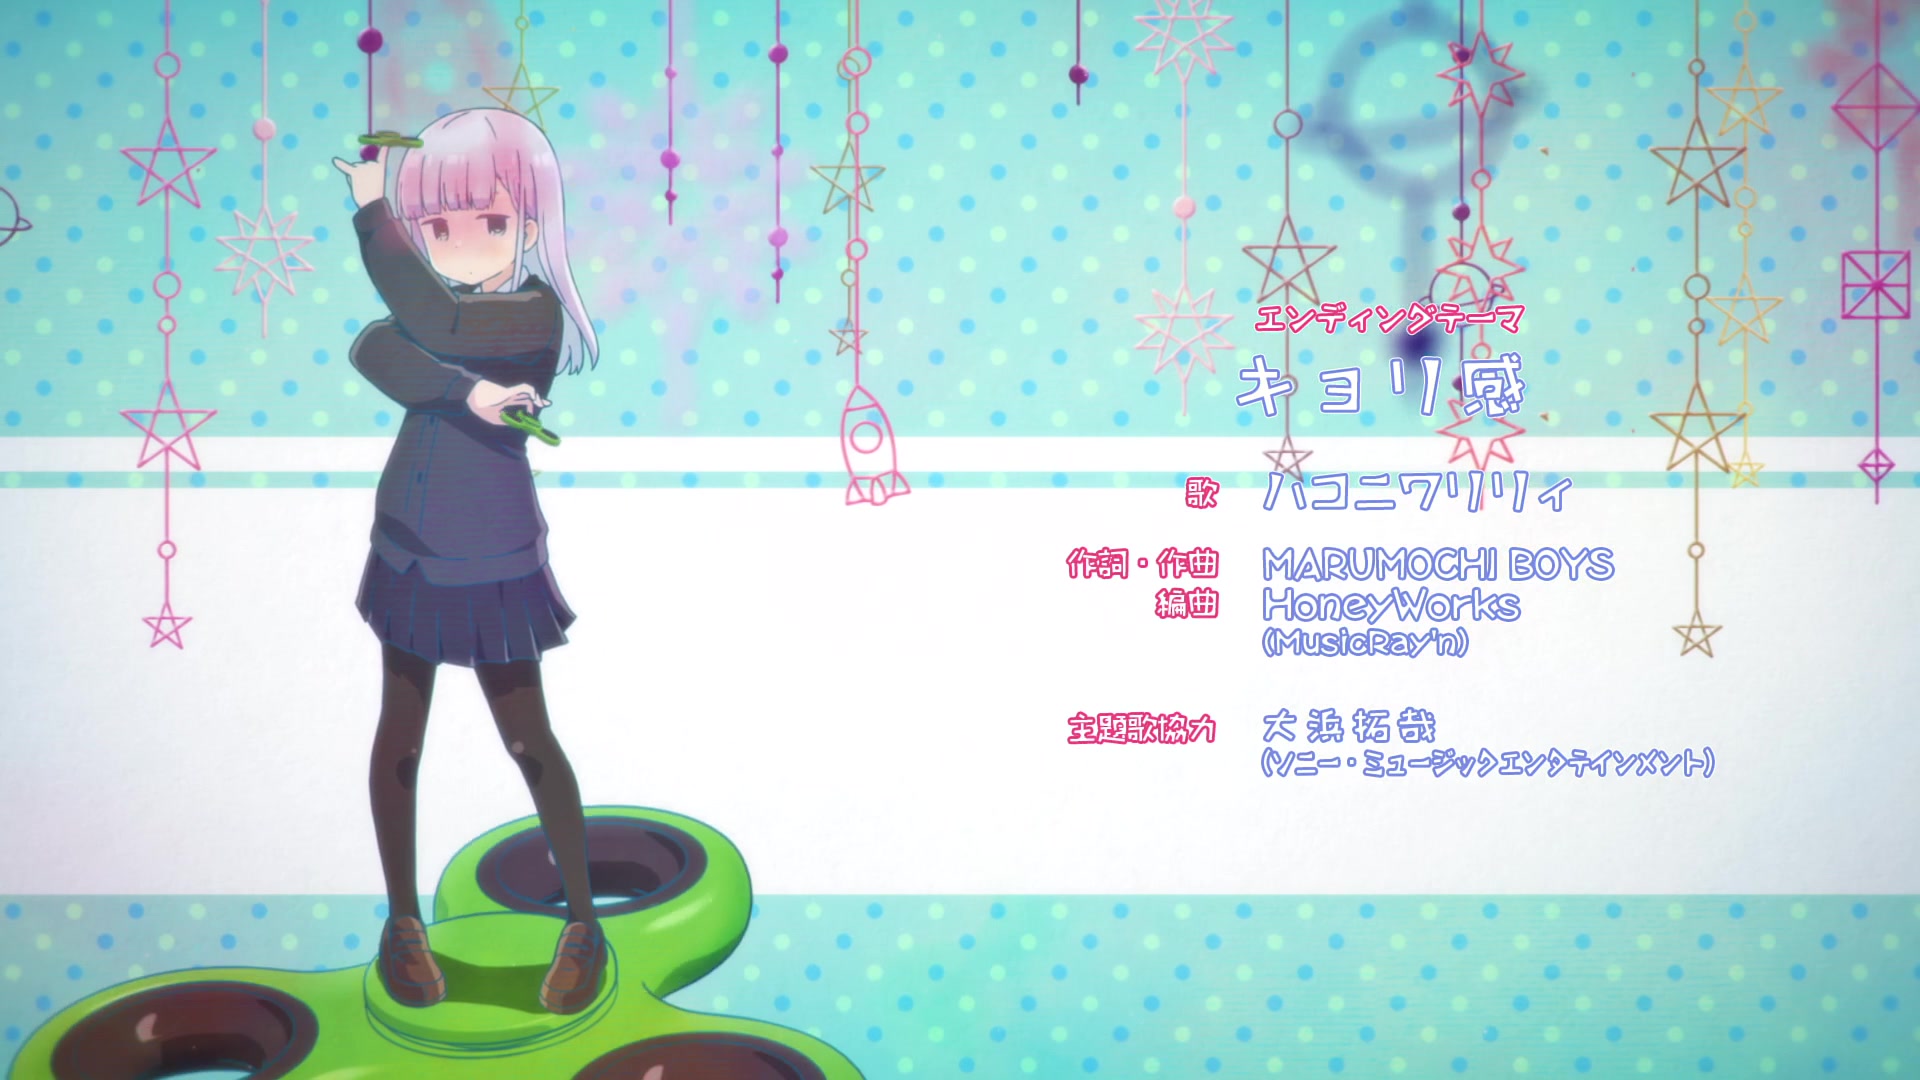 エンディングテーマ
キョリ感
歌 ハコニワリリィ
作詞・作曲 MARUMOCHI BOYS
編曲 HoneyWorks
(MusicRay'n)
主題歌協力 大浜拓哉
(ソニー・ミュージックエンタテインメント)